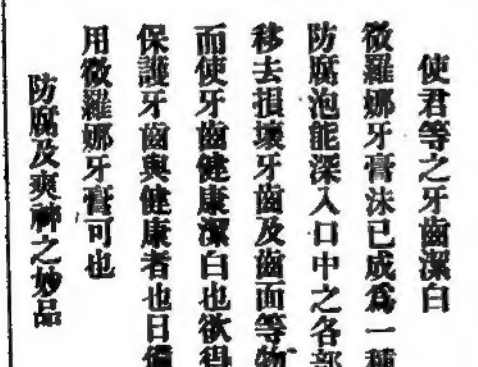 使君等之牙齒潔白
微羅娜牙膏沫已成爲一種
防腐泡能深入口中之各部
移去損壞牙齒及齒面等物
而使牙齒健康潔白也欲得
保護牙齒與健康者也日
用微羅娜牙膏可也
防腐及爽神之妙品